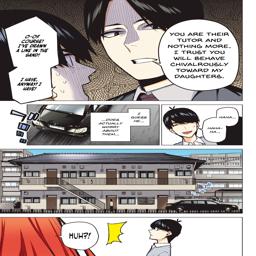 YOU ARE THEIR
TUTOR AND
NOTHING MORE.
I TRUST YOU
WILL BEHAVE
CHIVALROUSLY
TOWARD MY
DAUGHTERS.
O-OF
COURSE!
I'VE DRAWN
A LINE IN THE
SAND!
I HAVE,
ANYWAY! I
HAVE!
HAHA...
HA-
HA...
I
GUESS
HE...
...DOES
ACTUALLY
WORRY
ABOUT
THEM...
HUH?!